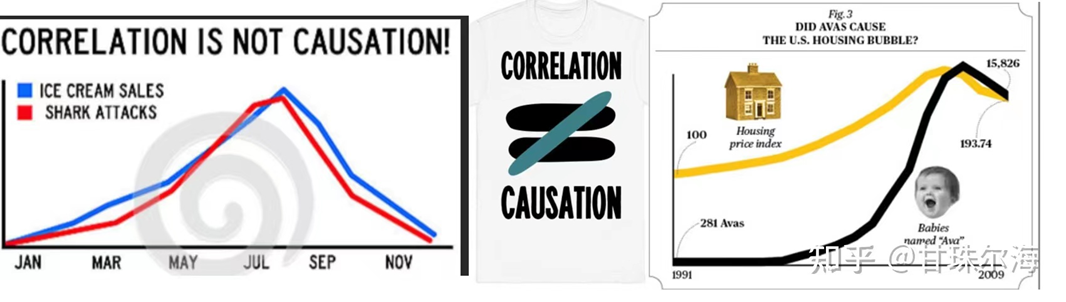 CORRELATION IS NOT CAUSATION!
ICE CREAM SALES
SHARK ATTACKS
JAN MAR MAY JUL SEP NOV
CORRELATION
≠
CAUSATION
Fig. 3
DID AVAS CAUSE
THE U.S. HOUSING BUBBLE?
15,826
100
Housing
price index
193.74
281 Avas
Babies
named "Ava"
1991
2009
知乎 @甘珠尔海